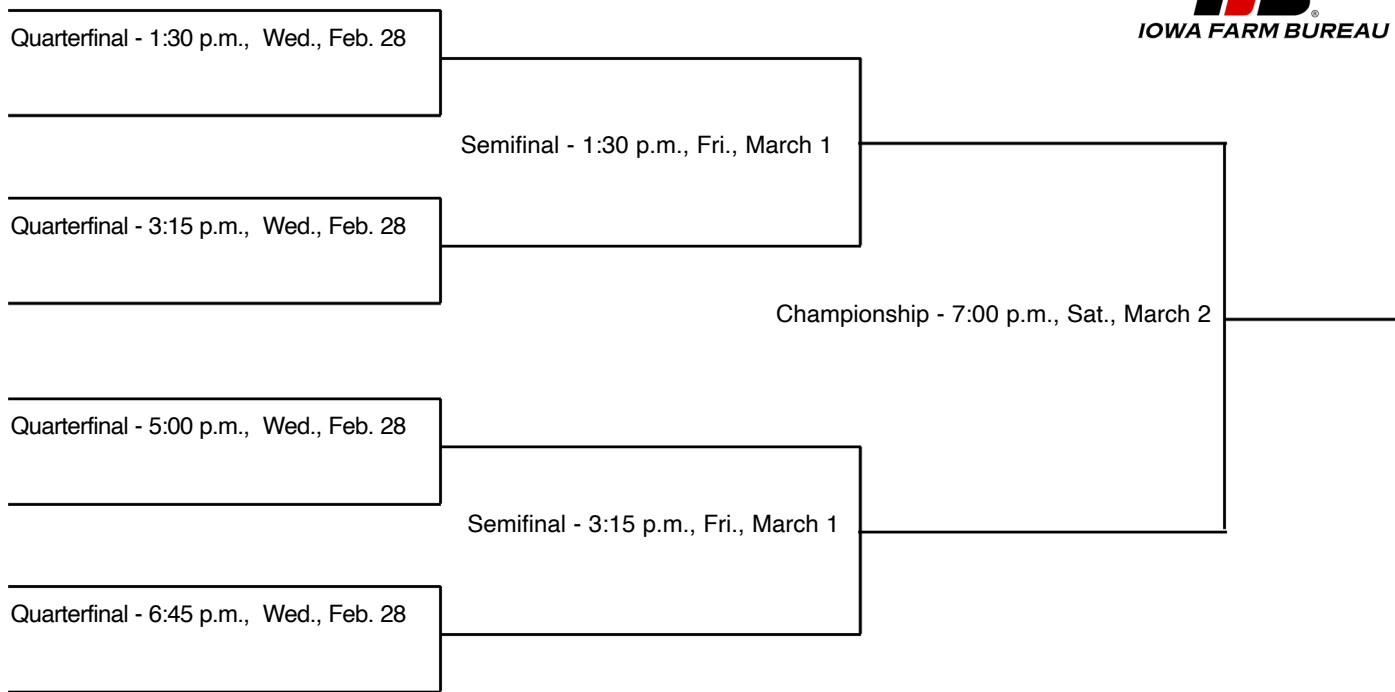 IOWA FARM BUREAU
®
Quarterfinal - 1:30 p.m., Wed., Feb. 28
Semifinal - 1:30 p.m., Fri., March 1
Quarterfinal - 3:15 p.m., Wed., Feb. 28
Championship - 7:00 p.m., Sat., March 2
Quarterfinal - 5:00 p.m., Wed., Feb. 28
Semifinal - 3:15 p.m., Fri., March 1
Quarterfinal - 6:45 p.m., Wed., Feb. 28